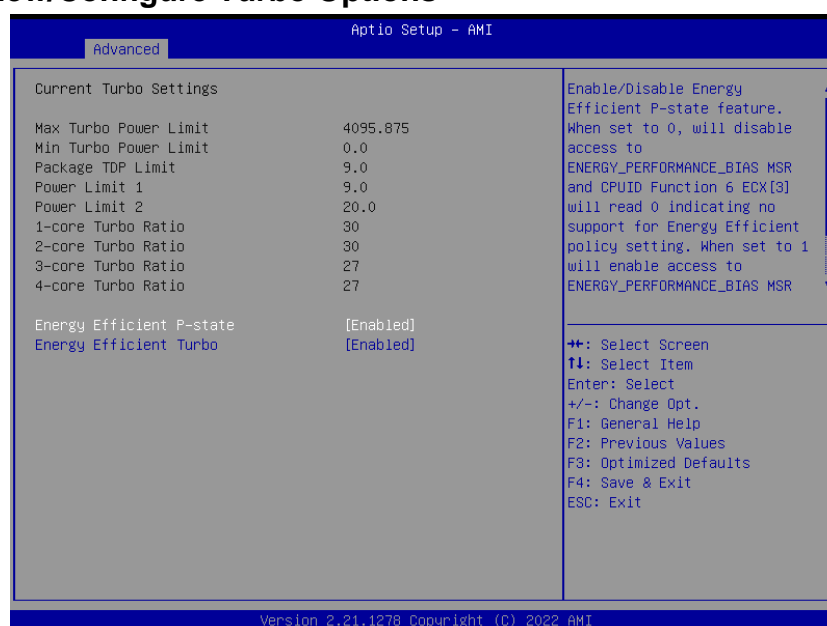 Configure Turbo Options
Aptio Setup - AMI
Advanced
Current Turbo Settings
Max Turbo Power Limit 4095.875
Min Turbo Power Limit 0.0
Package TDP Limit 9.0
Power Limit 1 9.0
Power Limit 2 20.0
1-core Turbo Ratio 30
2-core Turbo Ratio 30
3-core Turbo Ratio 27
4-core Turbo Ratio 27
Energy Efficient P-state [Enabled]
Energy Efficient Turbo [Enabled]
Enable/Disable Energy
Efficient P-state feature.
When set to 0, will disable
access to
ENERGY_PERFORMANCE_BIAS MSR
and CPUID Function 6 ECX[3]
will read 0 indicating no
support for Energy Efficient
policy setting. When set to 1
will enable access to
ENERGY_PERFORMANCE_BIAS MSR
→←: Select Screen
↑↓: Select Item
Enter: Select
+/-: Change Opt.
F1: General Help
F2: Previous Values
F3: Optimized Defaults
F4: Save & Exit
ESC: Exit
Version 2.21.1278 Copyright (C) 2022 AMI